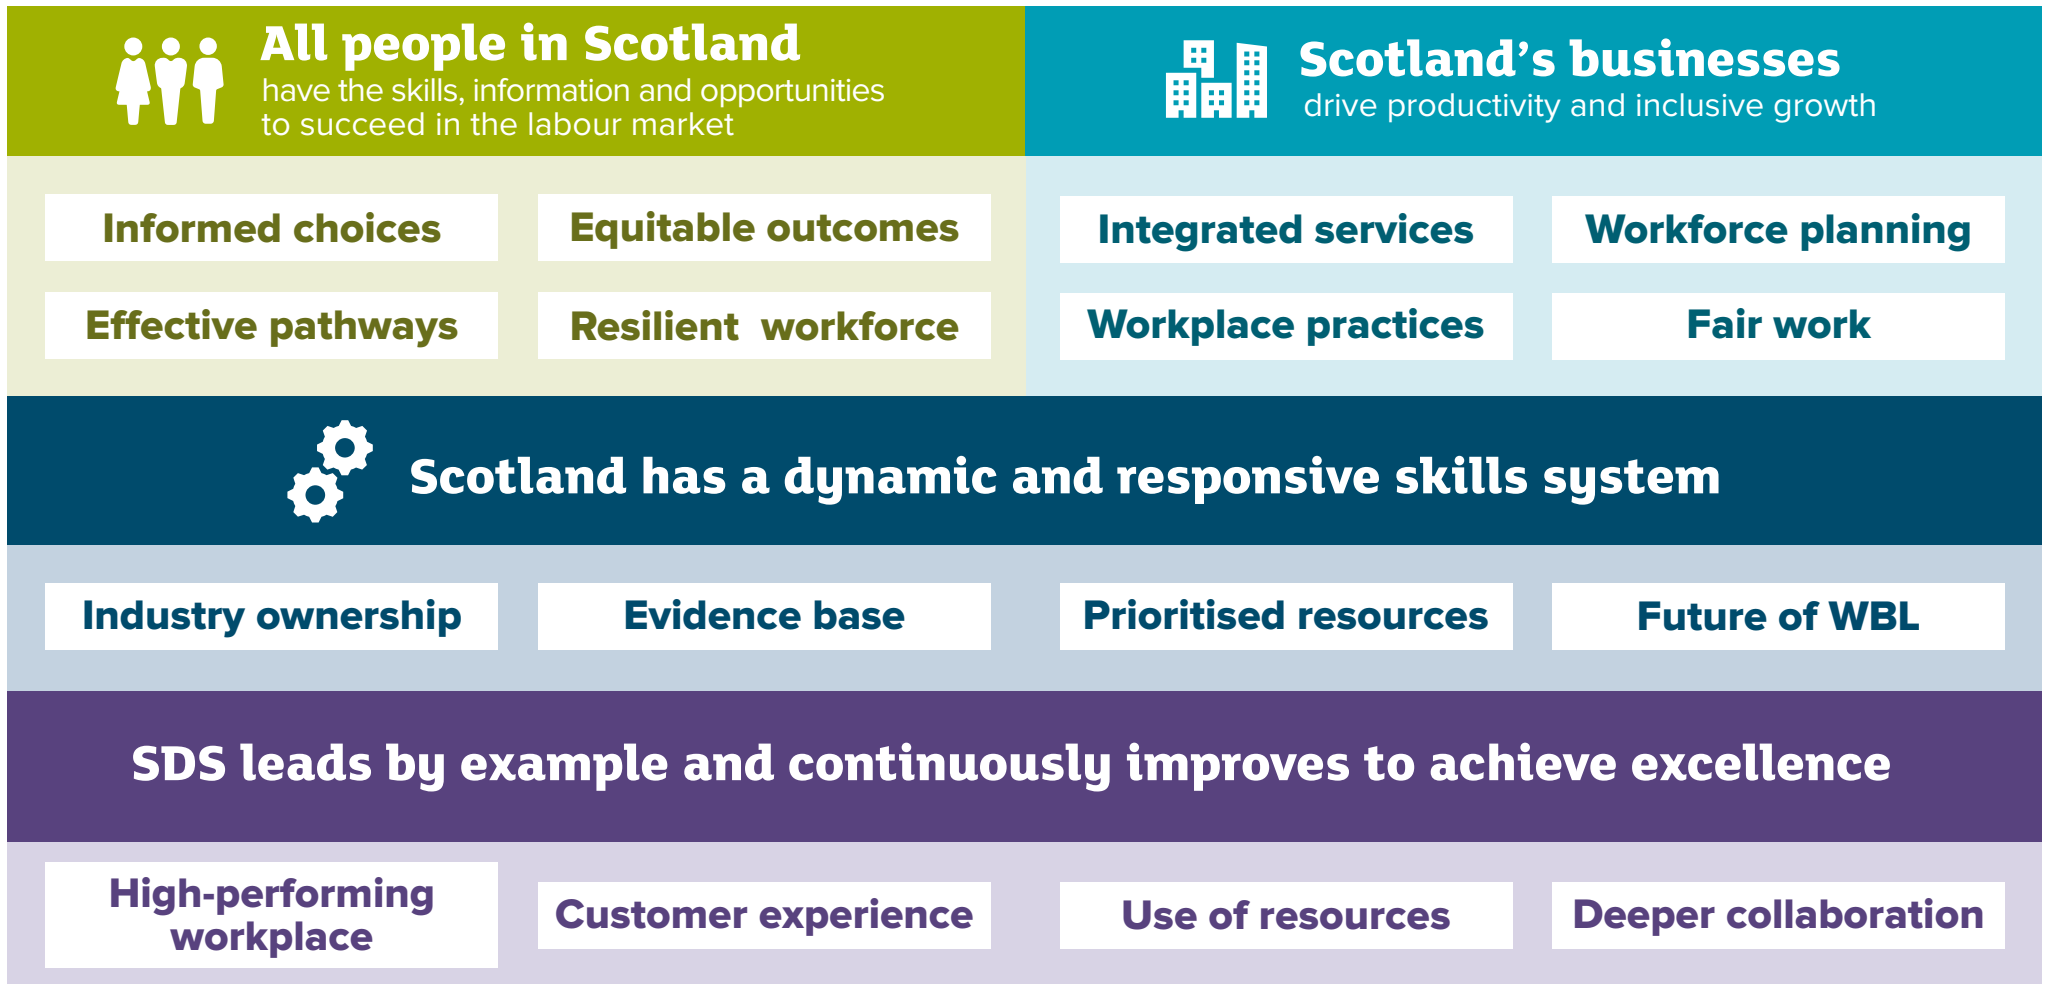 All people in Scotland
have the skills, information and opportunities
to succeed in the labour market
Scotland's businesses
drive productivity and inclusive growth
Informed choices
Equitable outcomes
Effective pathways
Resilient workforce
Integrated services
Workforce planning
Workplace practices
Fair work
Scotland has a dynamic and responsive skills system
Industry ownership
Evidence base
Prioritised resources
Future of WBL
SDS leads by example and continuously improves to achieve excellence
High-performing
workplace
Customer experience
Use of resources
Deeper collaboration